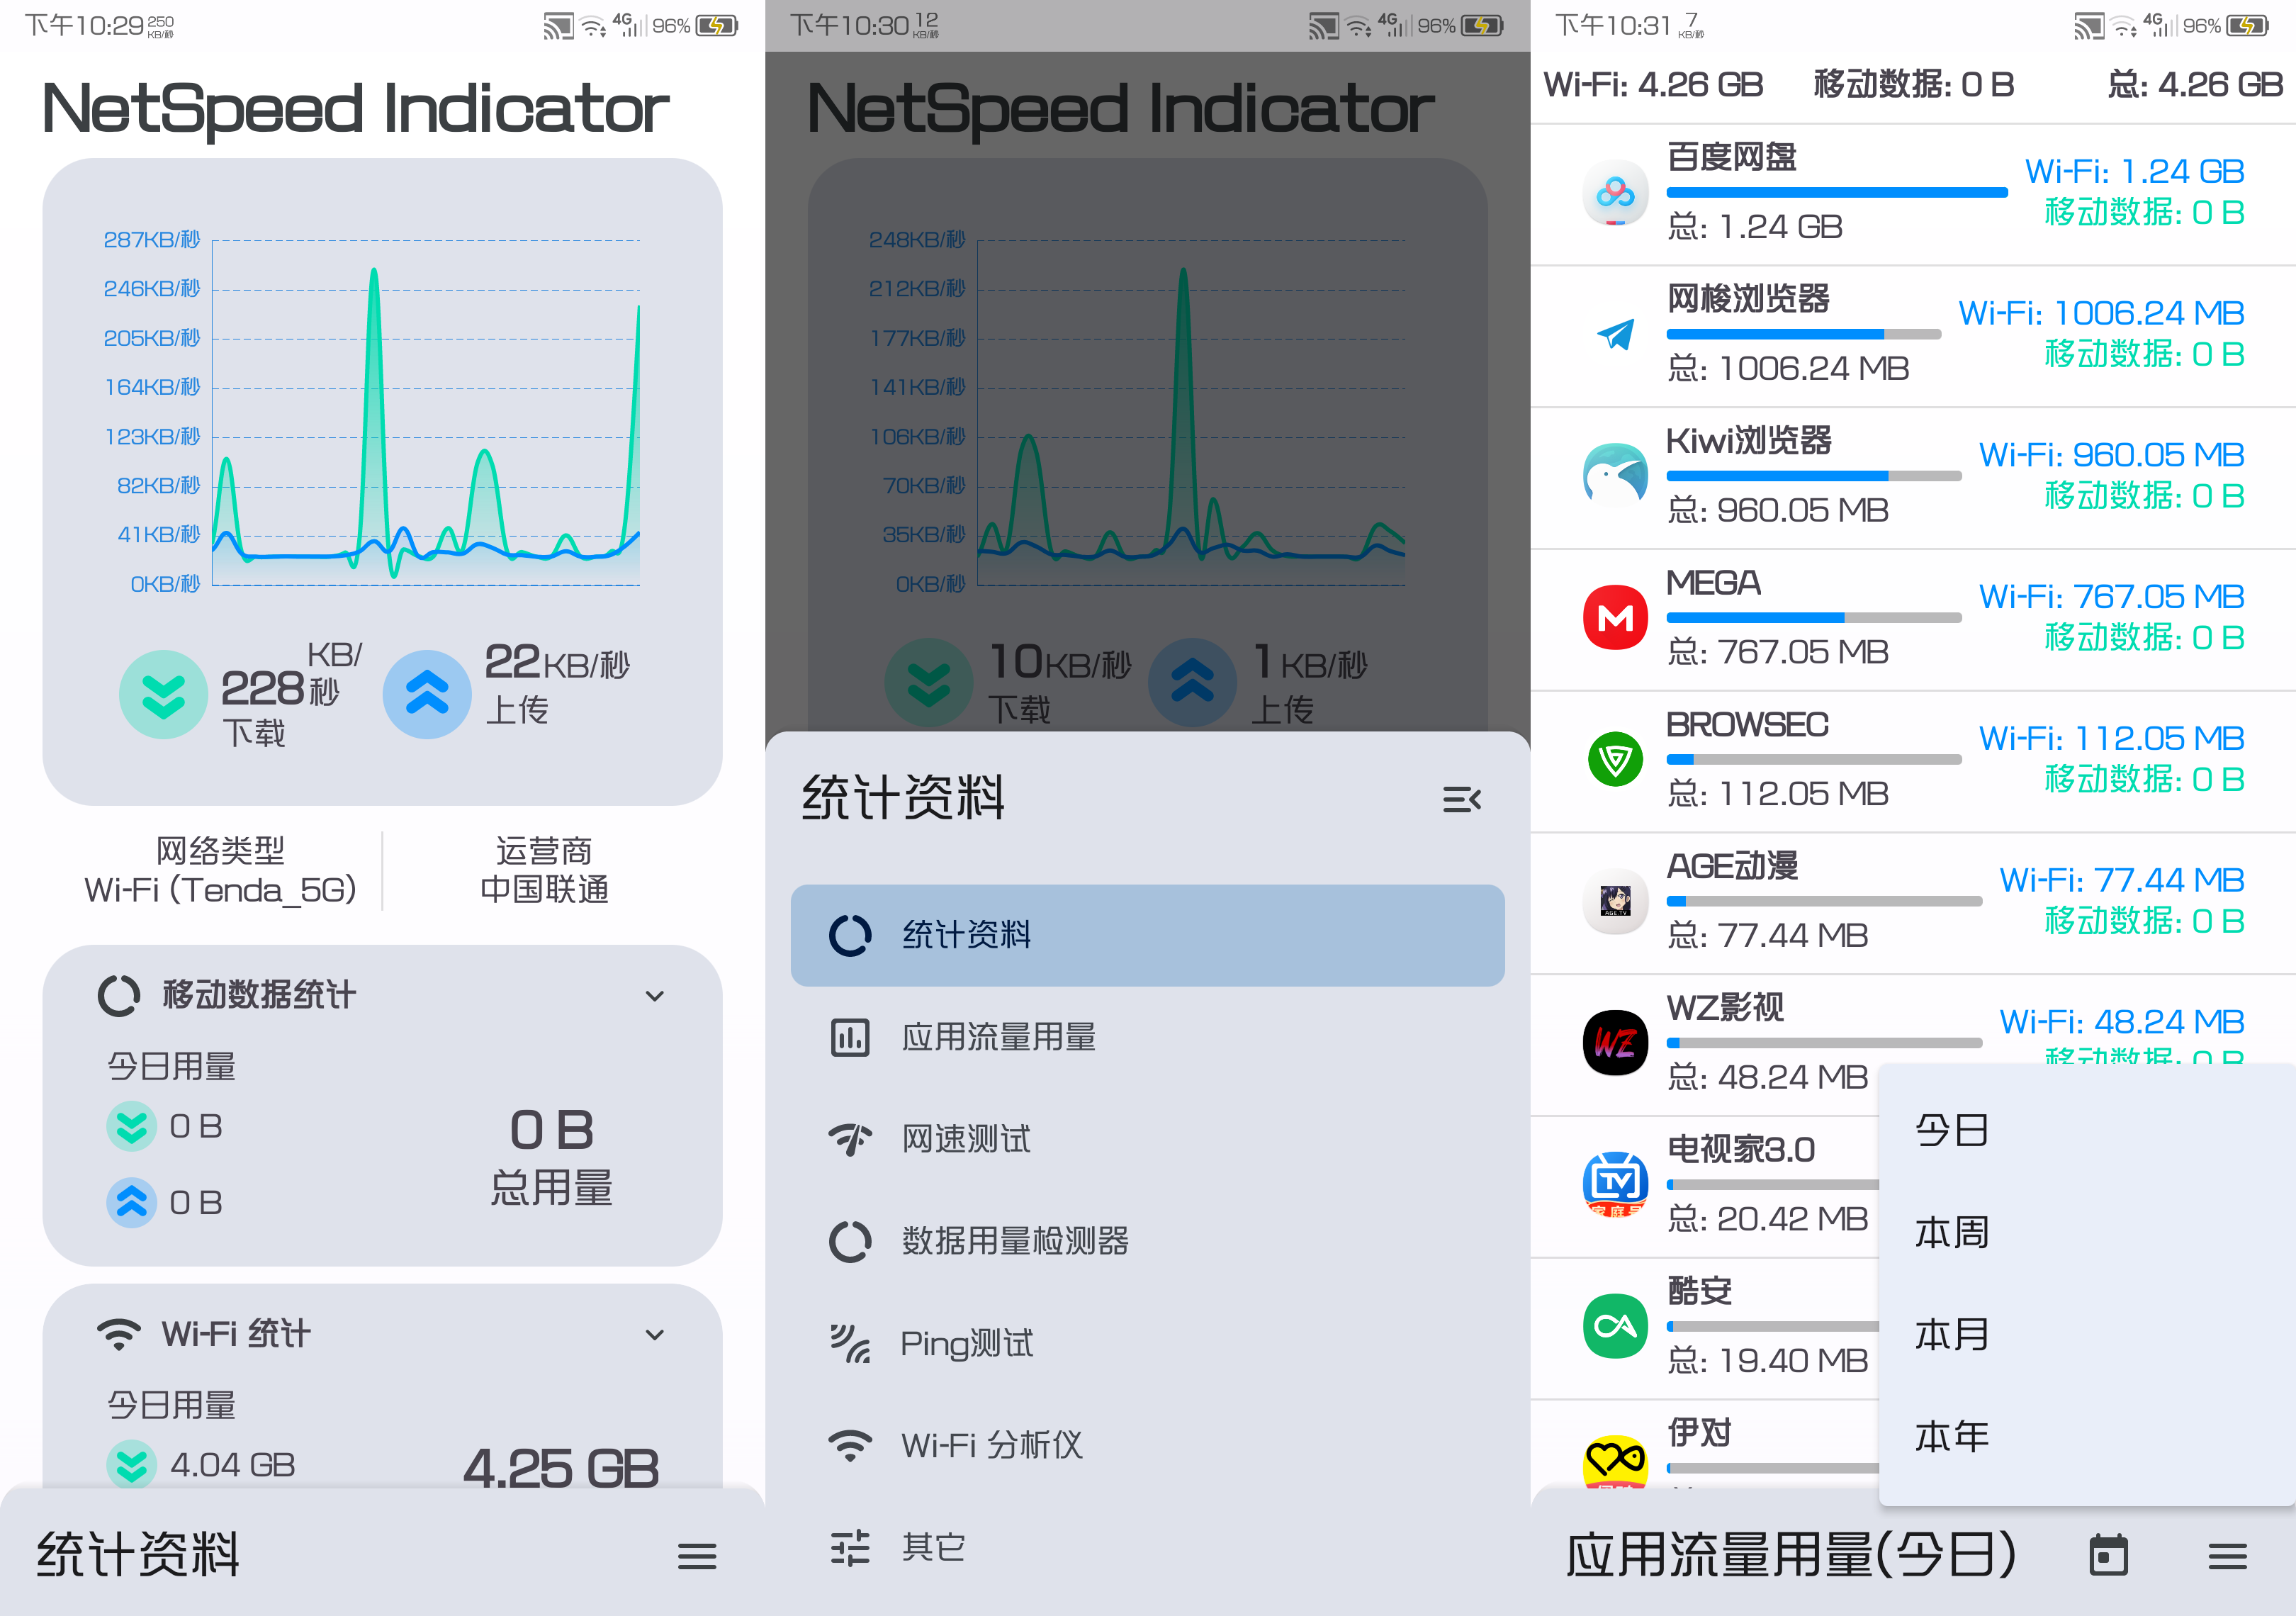 下午10:29 250 KB/秒 4G 96%
NetSpeed Indicator
287KB/秒
246KB/秒
205KB/秒
164KB/秒
123KB/秒
82KB/秒
41KB/秒
0KB/秒
228 KB/秒
下载
22KB/秒
上传
网络类型
Wi-Fi (Tenda_5G)
运营商
中国联通
移动数据统计
今日用量
0 B
0 B
0 B
总用量
Wi-Fi 统计
今日用量
4.04 GB
4.25 GB
统计资料
下午10:30 12 KB/秒 4G 96%
NetSpeed Indicator
248KB/秒
212KB/秒
177KB/秒
141KB/秒
106KB/秒
70KB/秒
35KB/秒
0KB/秒
10KB/秒
下载
1KB/秒
上传
统计资料
统计资料
应用流量用量
网速测试
数据用量检测器
Ping测试
Wi-Fi 分析仪
其它
下午10:31 7 KB/秒 4G 96%
Wi-Fi: 4.26 GB 移动数据: 0 B 总: 4.26 GB
百度网盘
Wi-Fi: 1.24 GB
移动数据: 0 B
总: 1.24 GB
网梭浏览器
Wi-Fi: 1006.24 MB
移动数据: 0 B
总: 1006.24 MB
Kiwi浏览器
Wi-Fi: 960.05 MB
移动数据: 0 B
总: 960.05 MB
MEGA
Wi-Fi: 767.05 MB
移动数据: 0 B
总: 767.05 MB
BROWSEC
Wi-Fi: 112.05 MB
移动数据: 0 B
总: 112.05 MB
AGE动漫
Wi-Fi: 77.44 MB
移动数据: 0 B
总: 77.44 MB
WZ影视
Wi-Fi: 48.24 MB
移动数据: 0 B
总: 48.24 MB
电视家3.0
总: 20.42 MB
酷安
总: 19.40 MB
伊对
今日
本周
本月
本年
应用流量用量(今日)